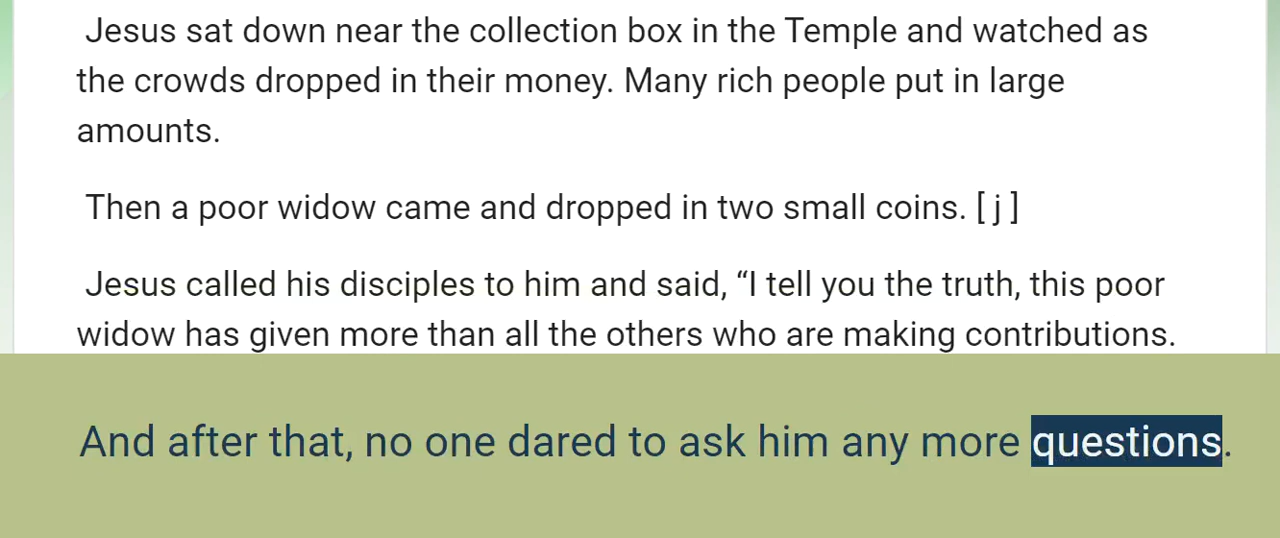 Jesus sat down near the collection box in the Temple and watched as
the crowds dropped in their money. Many rich people put in large
amounts.
Then a poor widow came and dropped in two small coins. [ j ]
Jesus called his disciples to him and said, “I tell you the truth, this poor
widow has given more than all the others who are making contributions.
And after that, no one dared to ask him any more questions.